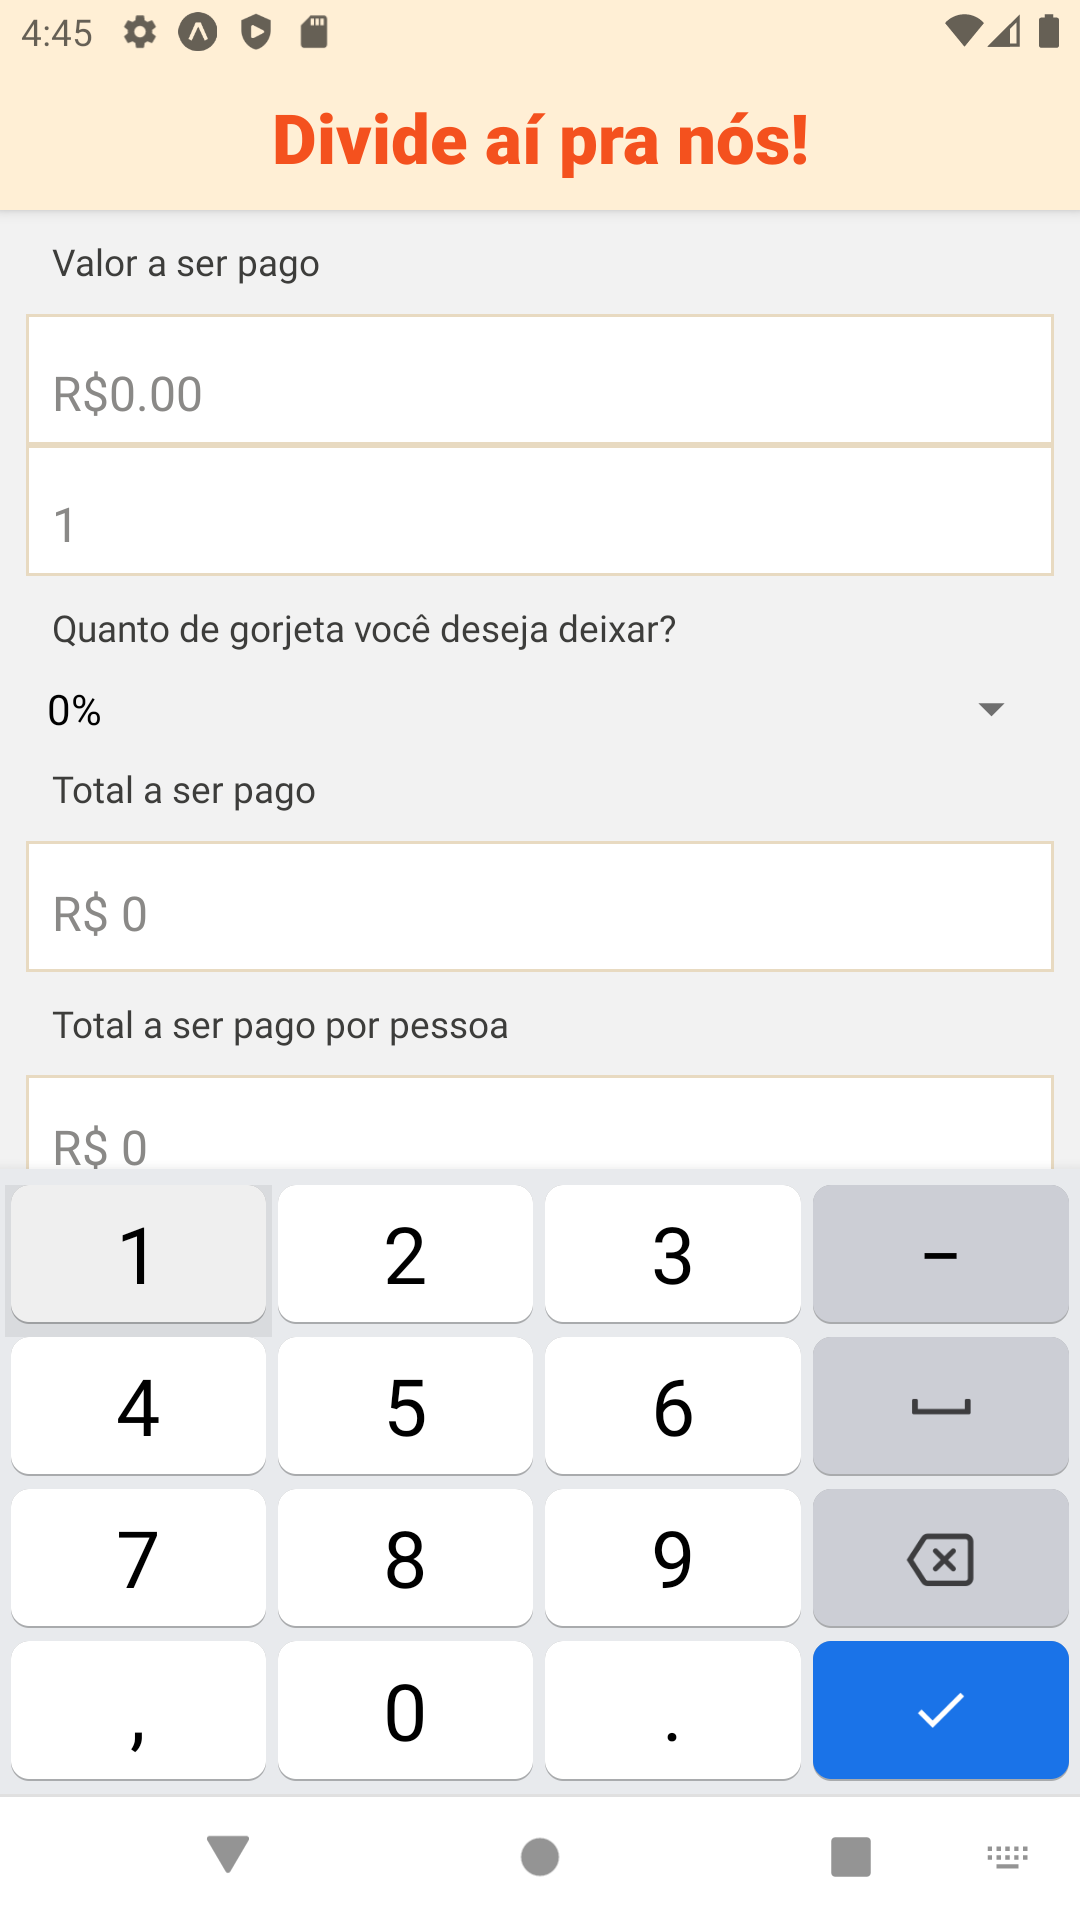 4:45
Divide aí pra nós!
Valor a ser pago
R$0.00
1
Quanto de gorjeta você deseja deixar?
0%
Total a ser pago
R$ 0
Total a ser pago por pessoa
R$ 0
1 2 3 −
4 5 6
7 8 9
, 0 .